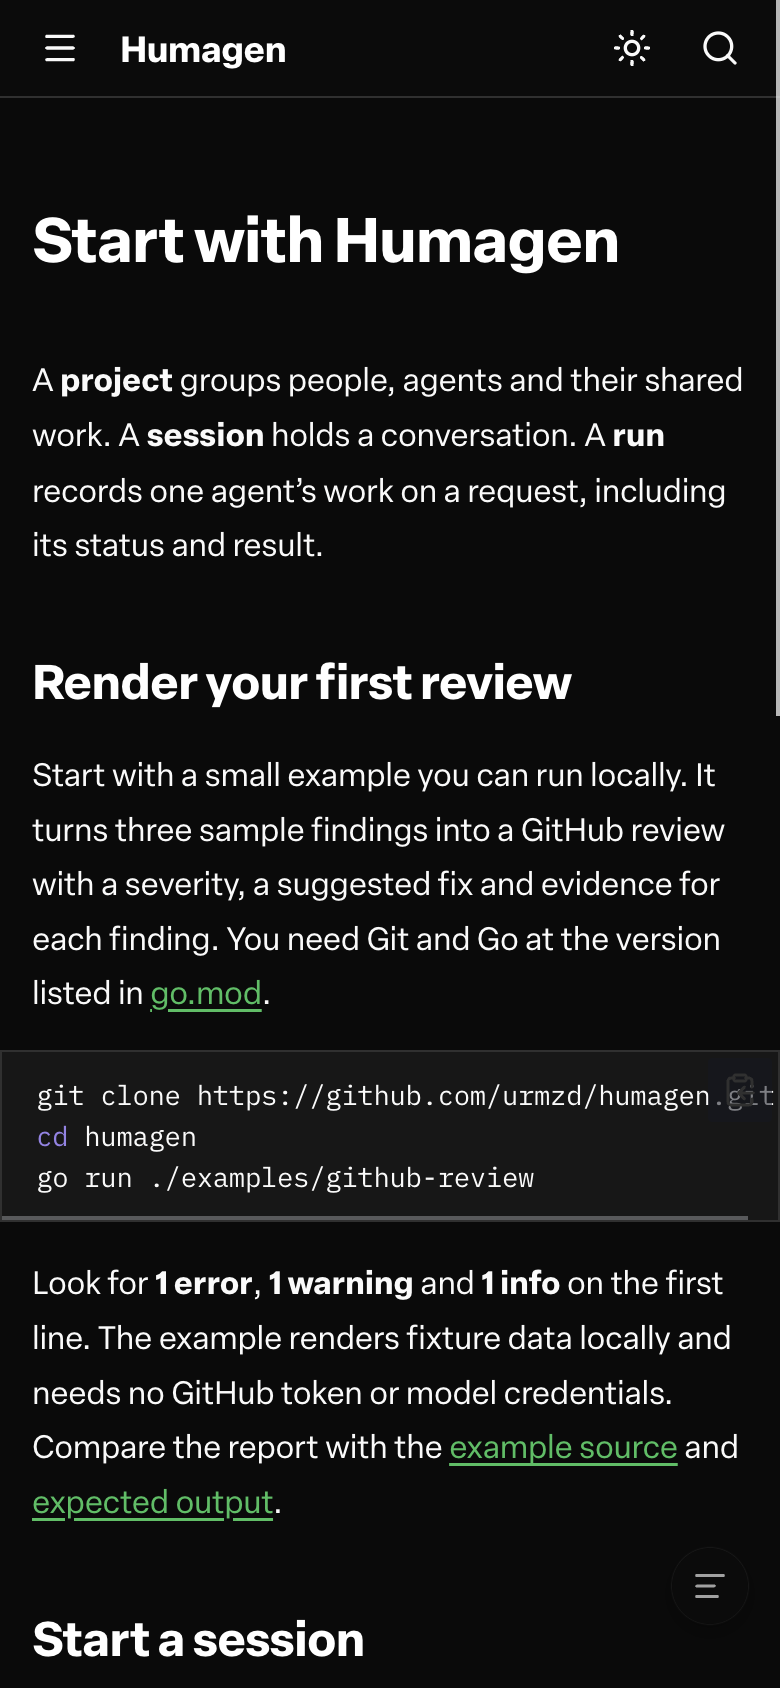 Humagen
Start with Humagen
A project groups people, agents and their shared
work. A session holds a conversation. A run
records one agent’s work on a request, including
its status and result.
Render your first review
Start with a small example you can run locally. It
turns three sample findings into a GitHub review
with a severity, a suggested fix and evidence for
each finding. You need Git and Go at the version
listed in go.mod.
git clone https://github.com/urmzd/humagen.git
cd humagen
go run ./examples/github-review
Look for 1 error, 1 warning and 1 info on the first
line. The example renders fixture data locally and
needs no GitHub token or model credentials.
Compare the report with the example source and
expected output.
Start a session